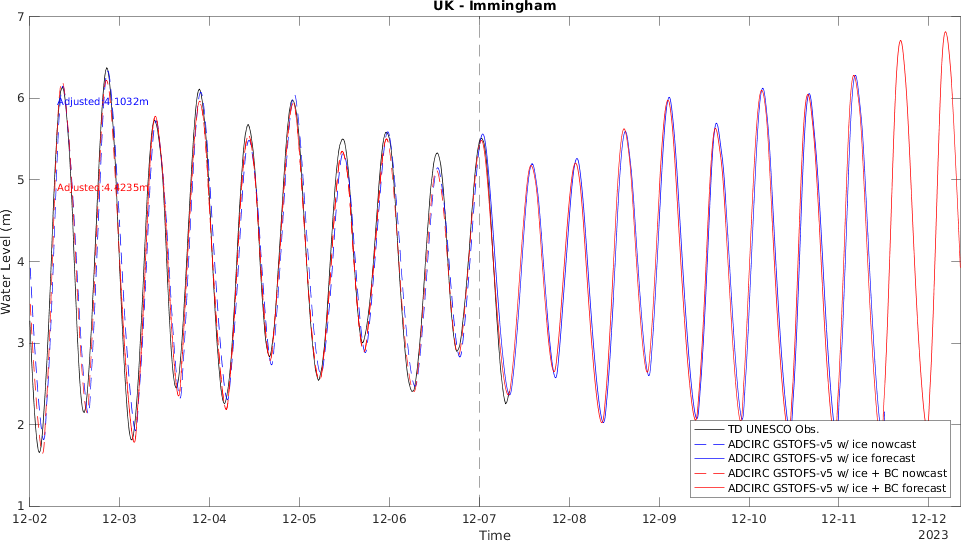 UK - Immingham
7
6
5
4
3
2
1
Water Level (m)
Adjusted:4.1032m
Adjusted:4.4235m
TD UNESCO Obs.
ADCIRC GSTOFS-v5 w/ ice nowcast
ADCIRC GSTOFS-v5 w/ ice forecast
ADCIRC GSTOFS-v5 w/ ice + BC nowcast
ADCIRC GSTOFS-v5 w/ ice + BC forecast
12-02 12-03 12-04 12-05 12-06 12-07 12-08 12-09 12-10 12-11 12-12
Time
2023